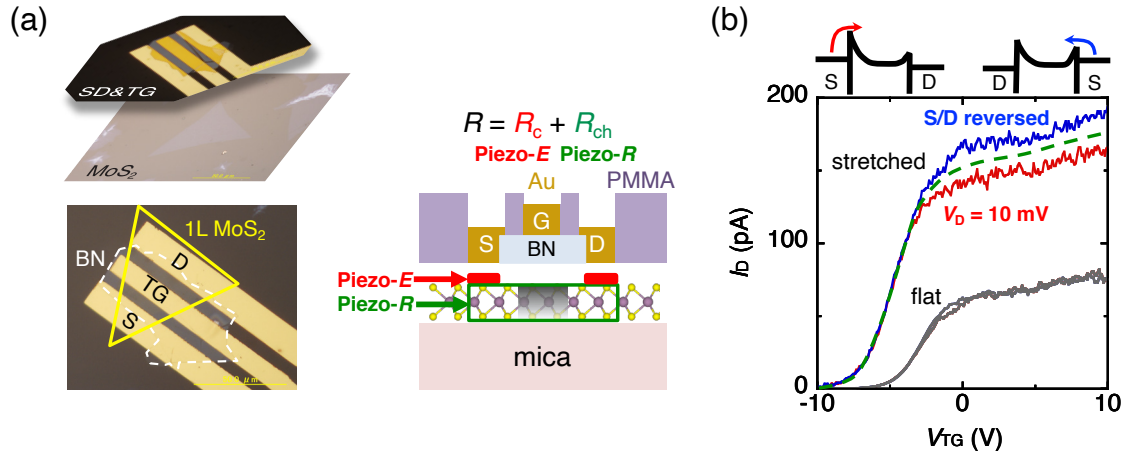 (a)
SD&TG
MoS2
1L MoS2
BN
D
TG
S
R = Rc + Rch
Piezo-E Piezo-R
Au
PMMA
G
S
D
BN
Piezo-E
Piezo-R
mica
(b)
S
D
D
S
200
S/D reversed
stretched
VD = 10 mV
ID (pA)
100
flat
0
-10
0
10
VTG (V)